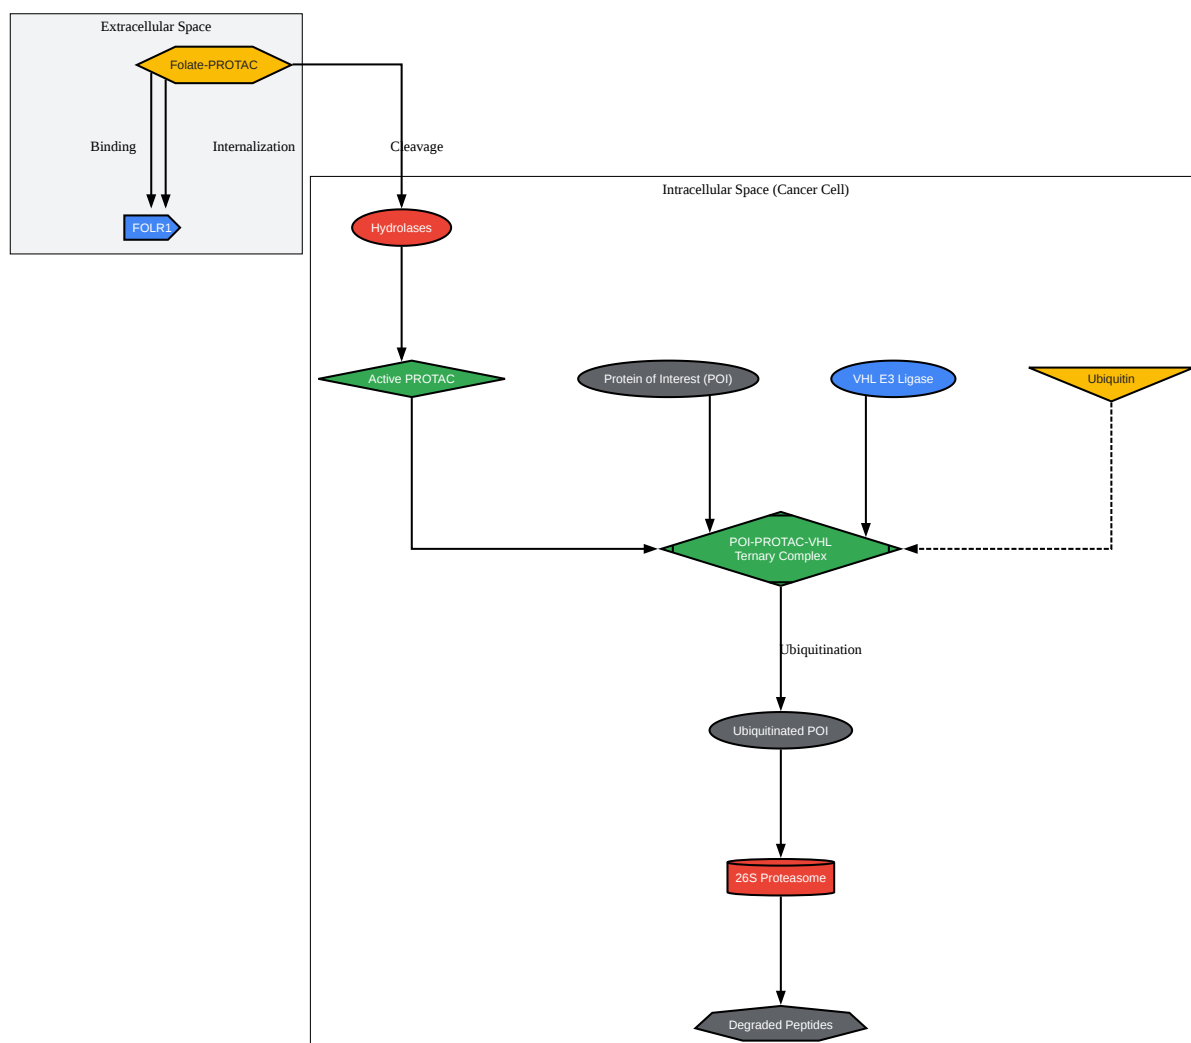 Extracellular Space
Folate-PROTAC
Binding
Internalization
Cleavage
FOLR1
Intracellular Space (Cancer Cell)
Hydrolases
Active PROTAC
Protein of Interest (POI)
VHL E3 Ligase
Ubiquitin
POI-PROTAC-VHL
Ternary Complex
Ubiquitination
Ubiquitinated POI
26S Proteasome
Degraded Peptides